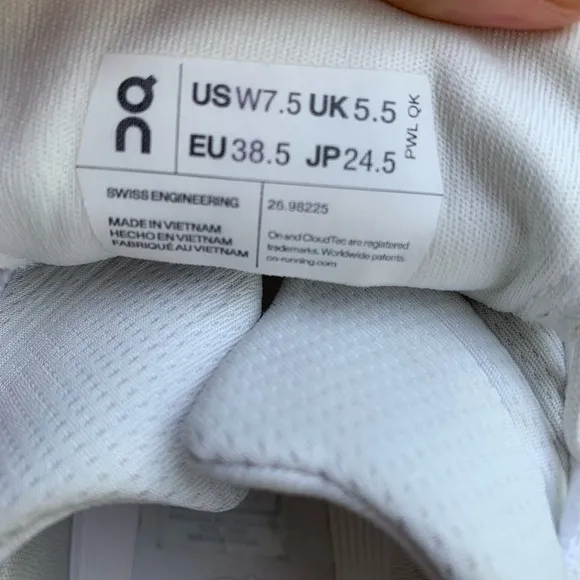 On
US W7.5 UK 5.5
EU 38.5 JP 24.5
PWL QK
SWISS ENGINEERING
MADE IN VIETNAM
HECHO EN VIETNAM
FABRIQUÉ AU VIETNAM
26.98225
On and CloudTec are registered
trademarks. Worldwide patents.
on-running.com